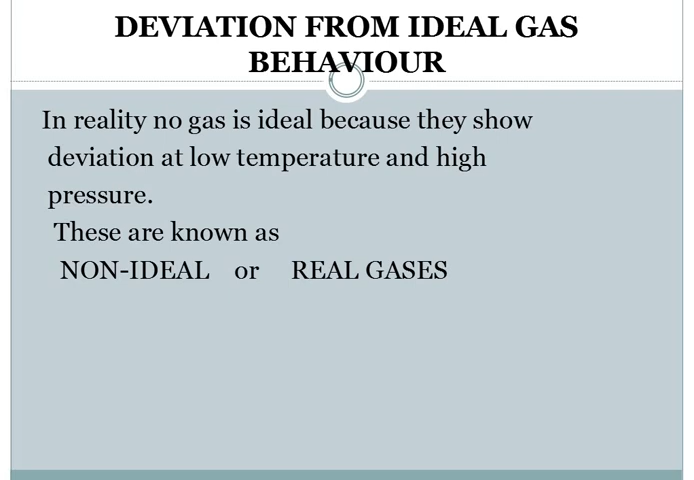 DEVIATION FROM IDEAL GAS
BEHAVIOUR
In reality no gas is ideal because they show
deviation at low temperature and high
pressure.
These are known as
NON-IDEAL or REAL GASES